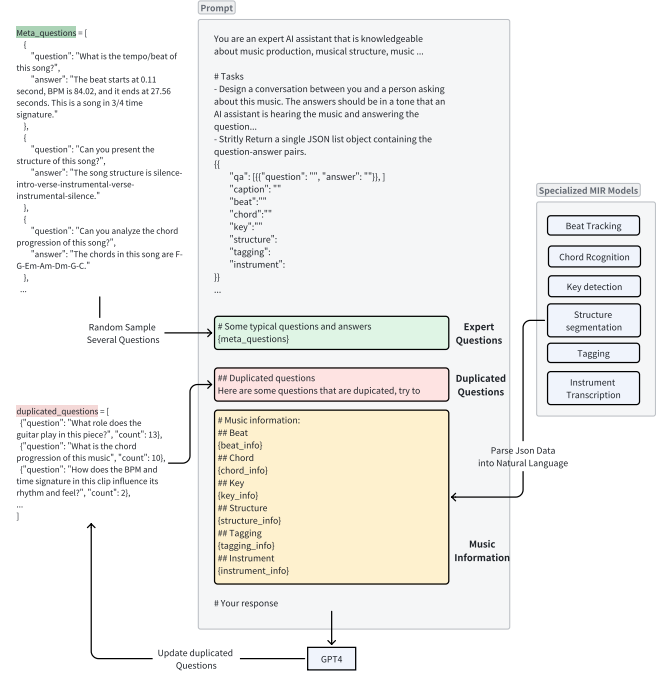 Prompt
Meta_questions = [
{
"question": "What is the tempo/beat of
this song?",
"answer": "The beat starts at 0.11
second, BPM is 84.02, and it ends at 27.56
seconds. This is a song in 3/4 time
signature."
},
{
"question": "Can you present the
structure of this song?",
"answer": "The song structure is silence-
intro-verse-instrumental-verse-
instrumental-silence."
},
{
"question": "Can you analyze the chord
progression of this song?",
"answer": "The chords in this song are F-
G-Em-Am-Dm-G-C."
},
...
Random Sample
Several Questions
duplicated_questions = [
{"question": "What role does the
guitar play in this piece?", "count": 13},
{"question": "What is the chord
progression of this music", "count": 10},
{"question": "How does the BPM and
time signature in this clip influence its
rhythm and feel?", "count": 2},
...
]
You are an expert AI assistant that is knowledgeable
about music production, musical structure, music ...
# Tasks
- Design a conversation between you and a person asking
about this music. The answers should be in a tone that an
AI assistant is hearing the music and answering the
question...
- Stritly Return a single JSON list object containing the
question-answer pairs.
{{
"qa": [{{"question": "", "answer": ""}}, ]
"caption": ""
"beat":""
"chord":""
"key":""
"structure":
"tagging":
"instrument":
}}
...
# Some typical questions and answers
{meta_questions}
Expert
Questions
## Duplicated questions
Here are some questions that are dupicated, try to
Duplicated
Questions
# Music information:
## Beat
{beat_info}
## Chord
{chord_info}
## Key
{key_info}
## Structure
{structure_info}
## Tagging
{tagging_info}
## Instrument
{instrument_info}
Music
Information
# Your response
GPT4
Update duplicated
Questions
Specialized MIR Models
Beat Tracking
Chord Rcognition
Key detection
Structure
segmentation
Tagging
Instrument
Transcription
Parse Json Data
into Natural Language